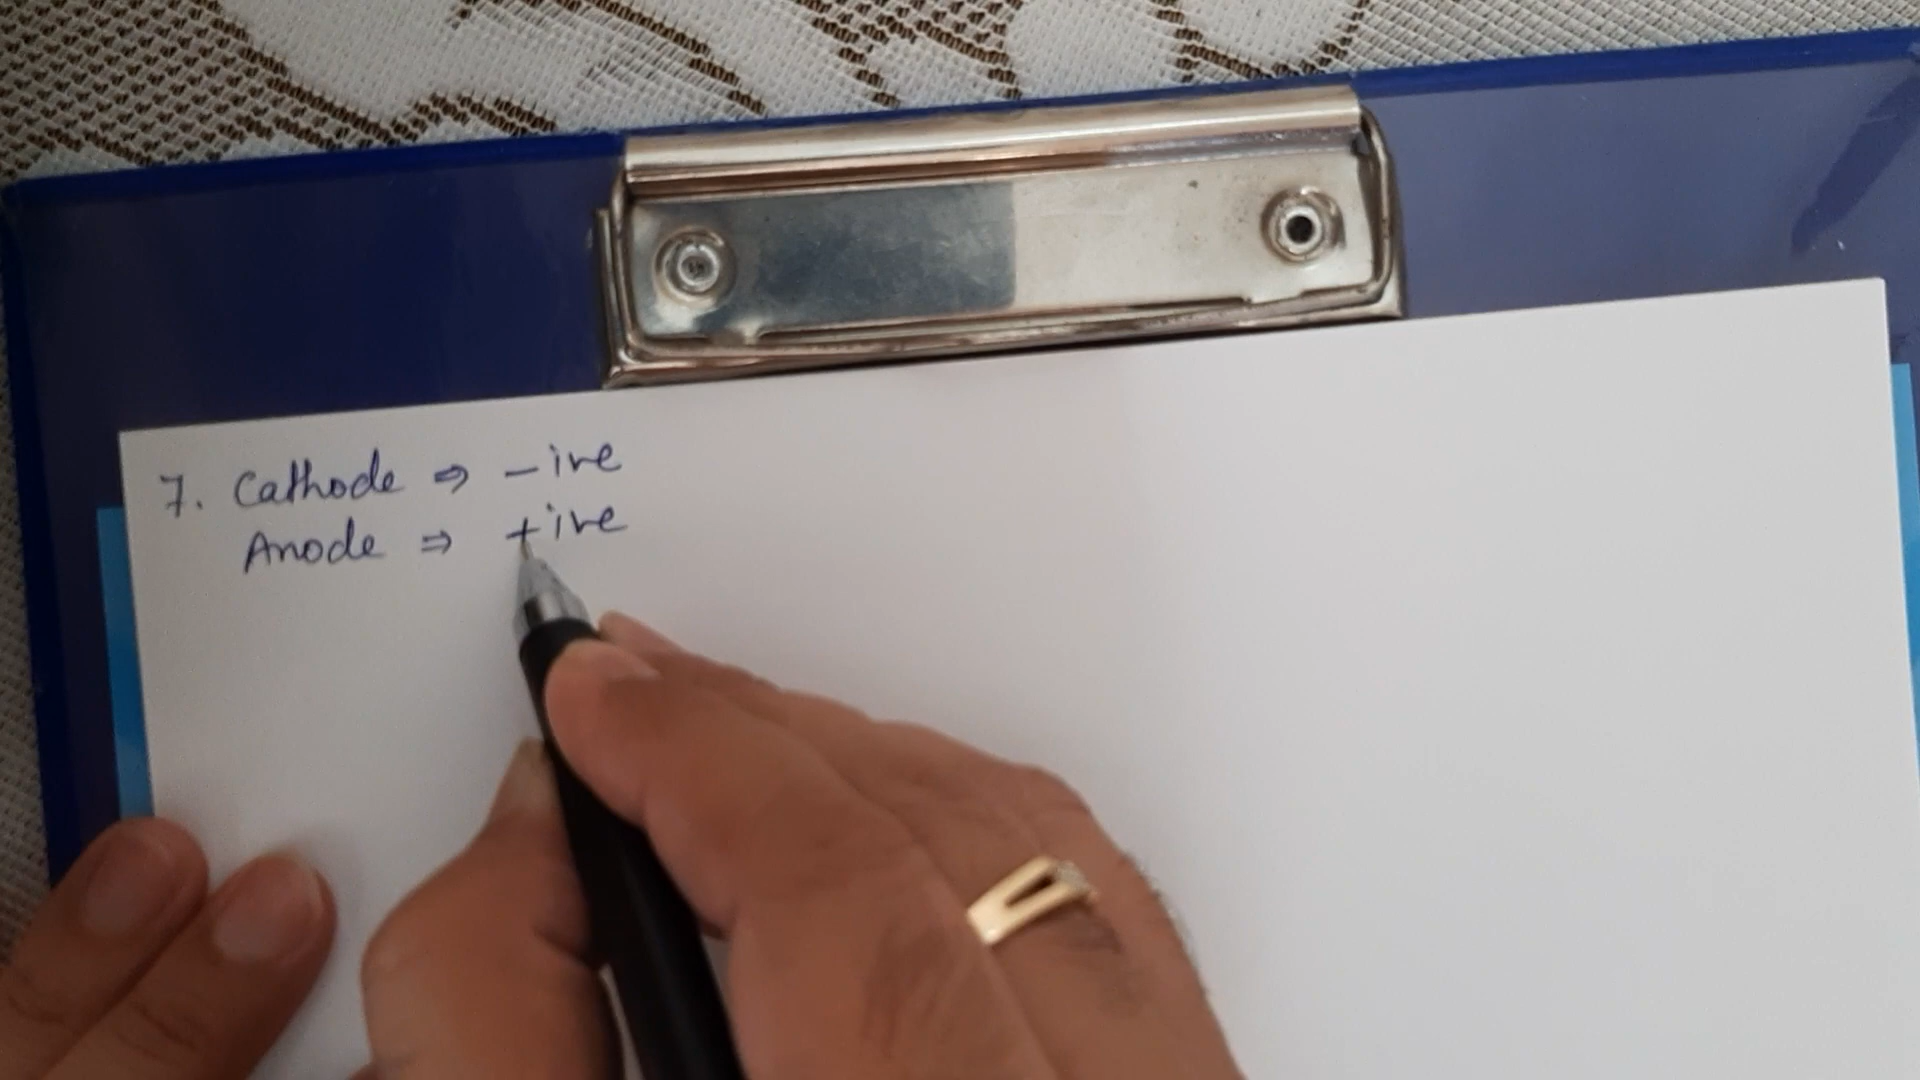 7. Cathode ⇒ -ive
Anode ⇒ +ive